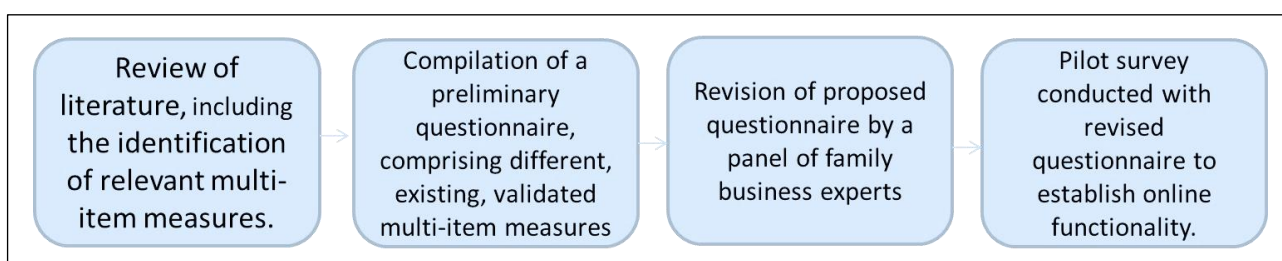 Review of
literature, including
the identification
of relevant multi-
item measures.
Compilation of a
preliminary
questionnaire,
comprising different,
existing, validated
multi-item measures
Revision of proposed
questionnaire by a
panel of family
business experts
Pilot survey
conducted with
revised
questionnaire to
establish online
functionality.